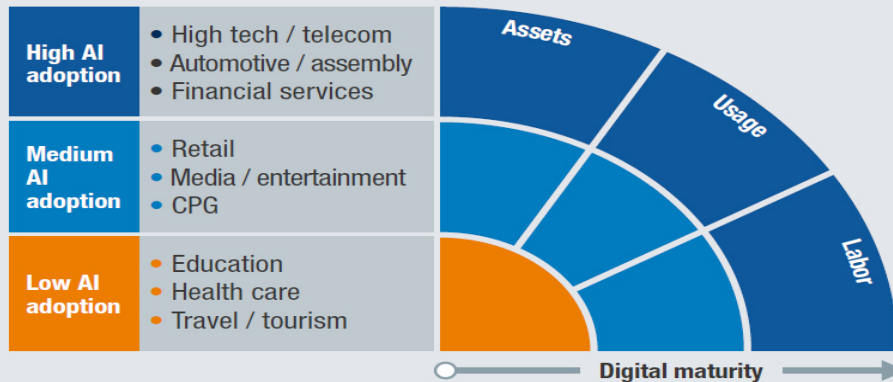 High AI
adoption
• High tech / telecom
• Automotive / assembly
• Financial services
Medium
AI
adoption
• Retail
• Media / entertainment
• CPG
Low AI
adoption
• Education
• Health care
• Travel / tourism
Assets
Usage
Labor
Digital maturity